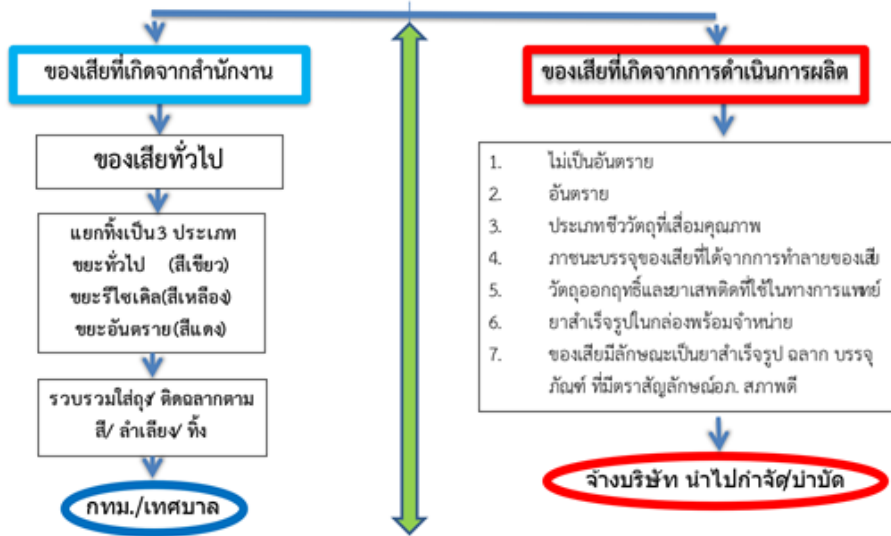 ของเสียที่เกิดจากสำนักงาน
ของเสียทั่วไป
แยกทิ้งเป็น 3 ประเภท
ขยะทั่วไป (สีเขียว)
ขยะรีไซเคิล(สีเหลือง)
ขยะอันตราย(สีแดง)
รวบรวมใส่ถุง/ ติดฉลากตาม
สี/ ลำเลียง/ ทิ้ง
กทม./เทศบาล
ของเสียที่เกิดจากการดำเนินการผลิต
1. ไม่เป็นอันตราย
2. อันตราย
3. ประเภทชีววัตถุที่เสื่อมคุณภาพ
4. ภาชนะบรรจุของเสียที่ได้จากการทำลายของเสี
5. วัตถุออกฤทธิ์และยาเสพติดที่ใช้ในทางการแพทย์
6. ยาสำเร็จรูปในกล่องพร้อมจำหน่าย
7. ของเสียมีลักษณะเป็นยาสำเร็จรูป ฉลาก บรรจุ
ภัณฑ์ ที่มีตราสัญลักษณ์อภ. สภาพดี
จ้างบริษัท นำไปกำจัด/บำบัด